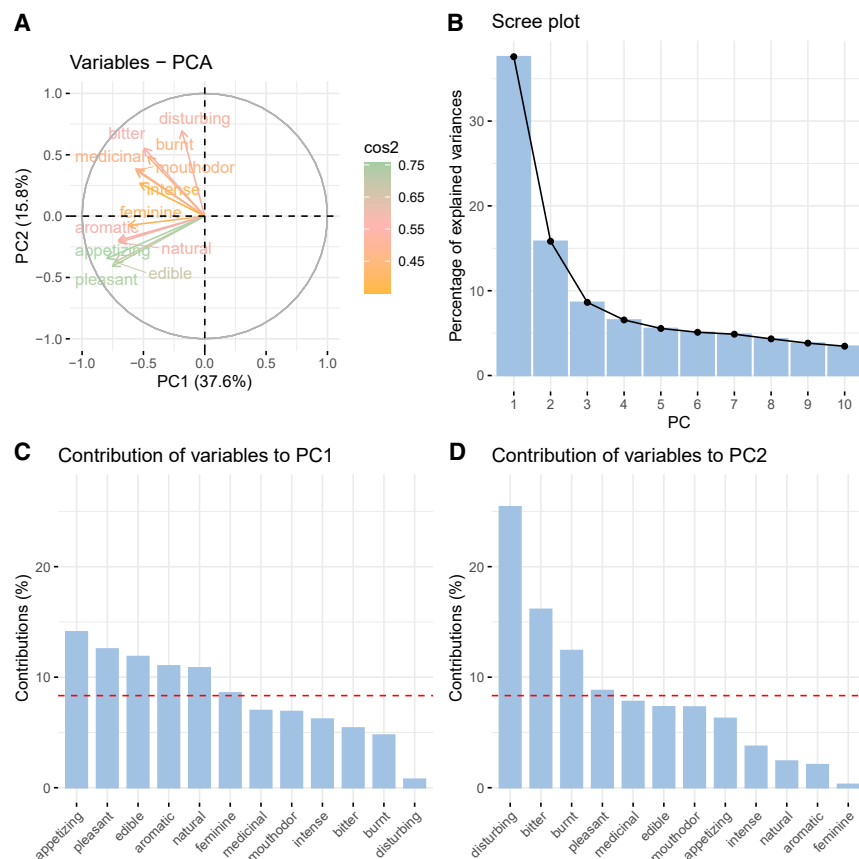 A
Variables − PCA
1.0
0.5
0.0
−0.5
−1.0
PC2 (15.8%)
disturbing
bitter
burnt
medicinal
mouthodor
intense
feminine
aromatic
natural
appetizing
edible
pleasant
−1.0 −0.5 0.0 0.5 1.0
PC1 (37.6%)
cos2
0.75
0.65
0.55
0.45
B
Scree plot
Percentage of explained variances
30
20
10
0
1 2 3 4 5 6 7 8 9 10
PC
C
Contribution of variables to PC1
Contributions (%)
20
10
0
appetizing pleasant edible aromatic natural feminine medicinal mouthodor intense bitter burnt disturbing
D
Contribution of variables to PC2
Contributions (%)
20
10
0
disturbing bitter burnt pleasant medicinal edible mouthodor appetizing intense natural aromatic feminine